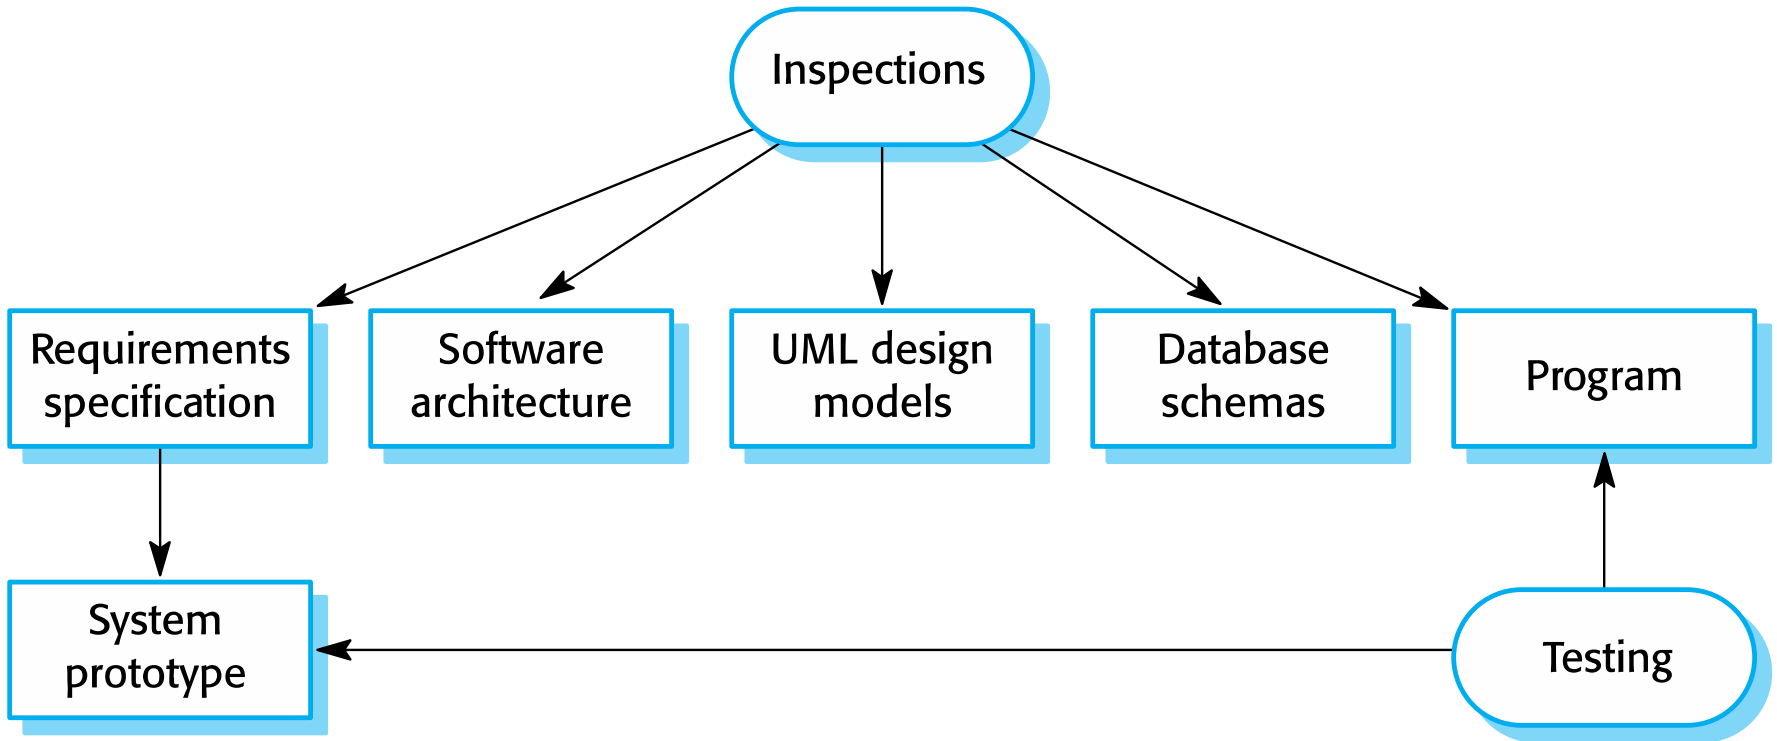 Inspections
Requirements
specification
Software
architecture
UML design
models
Database
schemas
Program
System
prototype
Testing